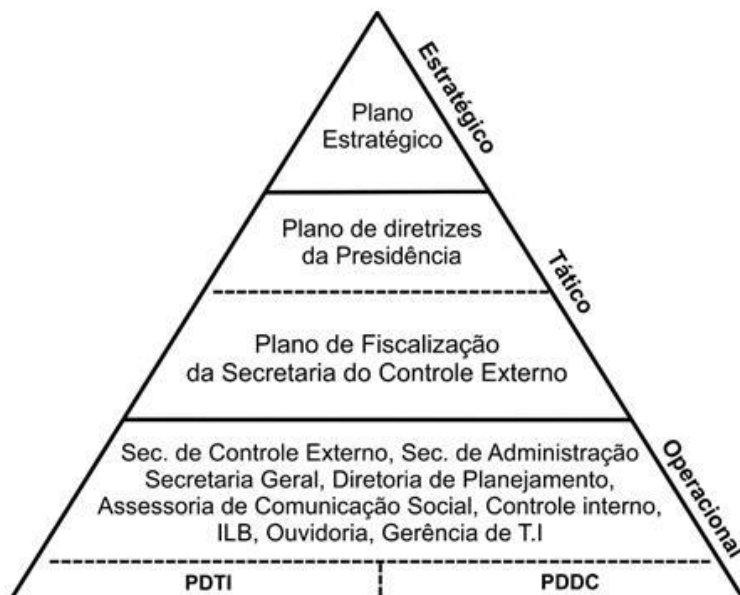 Estratégico
Plano
Estratégico
Tático
Plano de diretrizes
da Presidência
Plano de Fiscalização
da Secretaria do Controle Externo
Operacional
Sec. de Controle Externo, Sec. de Administração
Secretaria Geral, Diretoria de Planejamento,
Assessoria de Comunicação Social, Controle interno,
ILB, Ouvidoria, Gerência de T.I
PDTI
PDDC